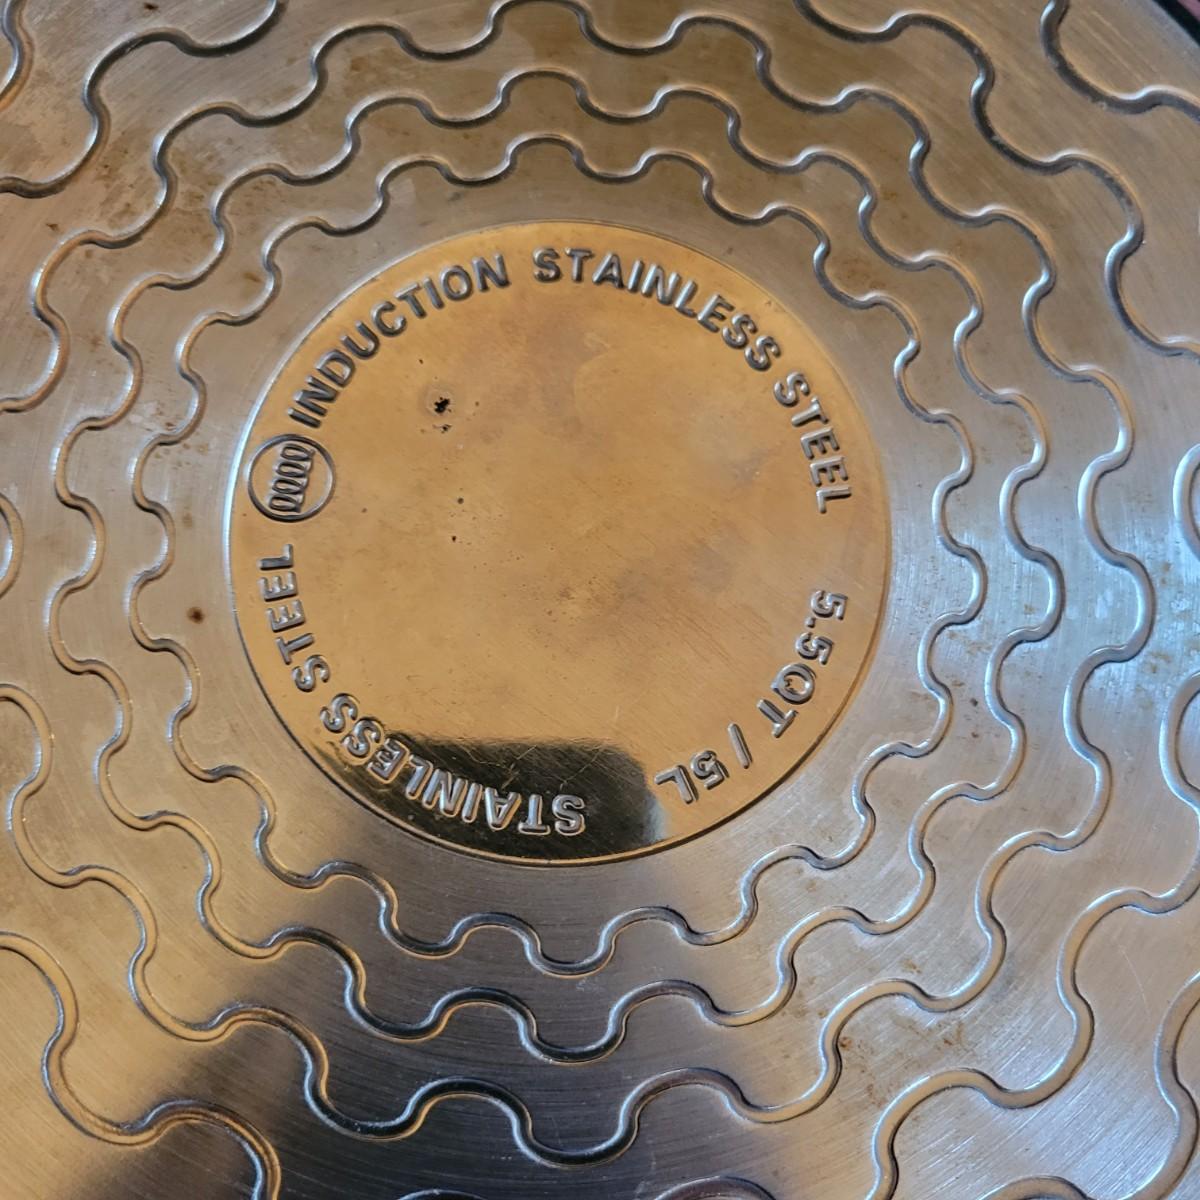 INDUCTION STAINLESS STEEL
5.5QT / 5L
STAINLESS STEEL